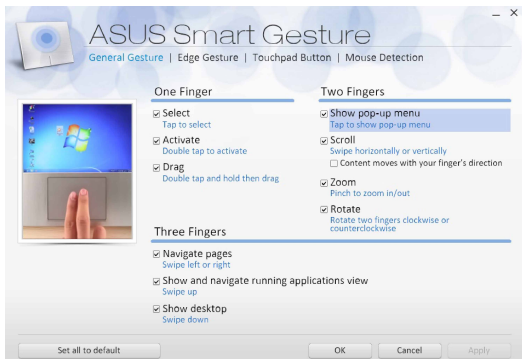 ASUS Smart Gesture
General Gesture | Edge Gesture | Touchpad Button | Mouse Detection
One Finger
Select
Tap to select
Activate
Double tap to activate
Drag
Double tap and hold then drag
Two Fingers
Show pop-up menu
Tap to show pop-up menu
Scroll
Swipe horizontally or vertically
Content moves with your finger's direction
Zoom
Pinch to zoom in/out
Rotate
Rotate two fingers clockwise or
counterclockwise
Three Fingers
Navigate pages
Swipe left or right
Show and navigate running applications view
Swipe up
Show desktop
Swipe down
Set all to default
OK
Cancel
Apply